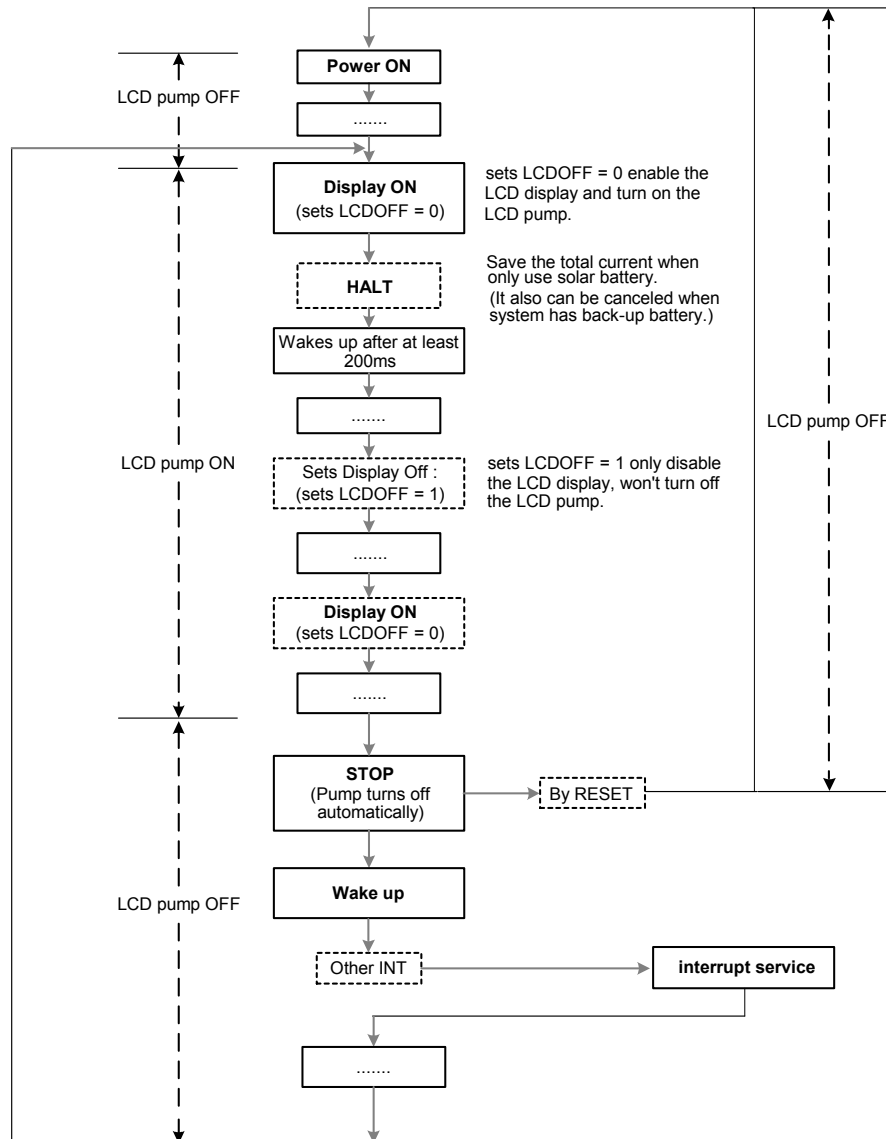 Power ON
LCD pump OFF
.......
Display ON
(sets LCDOFF = 0)
sets LCDOFF = 0 enable the
LCD display and turn on the
LCD pump.
HALT
Save the total current when
only use solar battery.
(It also can be canceled when
system has back-up battery.)
Wakes up after at least
200ms
.......
LCD pump OFF
LCD pump ON
Sets Display Off :
(sets LCDOFF = 1)
sets LCDOFF = 1 only disable
the LCD display, won't turn off
the LCD pump.
.......
Display ON
(sets LCDOFF = 0)
.......
STOP
(Pump turns off
automatically)
By RESET
Wake up
LCD pump OFF
Other INT
interrupt service
.......